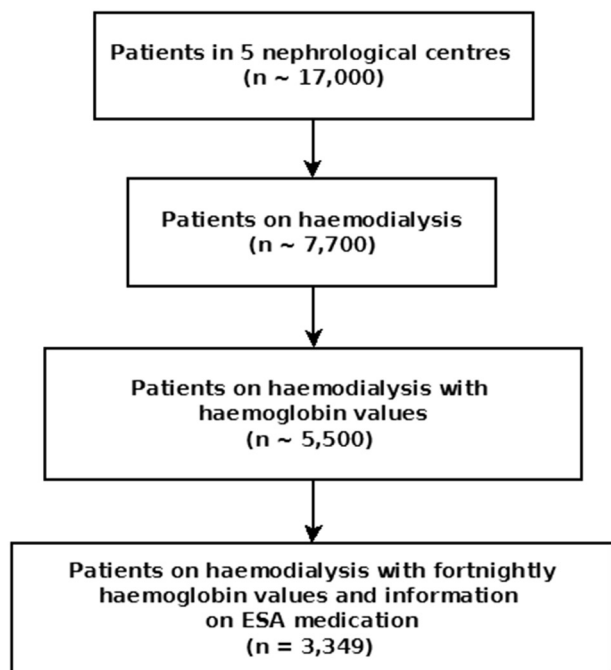 Patients in 5 nephrological centres
(n ~ 17,000)
Patients on haemodialysis
(n ~ 7,700)
Patients on haemodialysis with
haemoglobin values
(n ~ 5,500)
Patients on haemodialysis with fortnightly
haemoglobin values and information
on ESA medication
(n = 3,349)